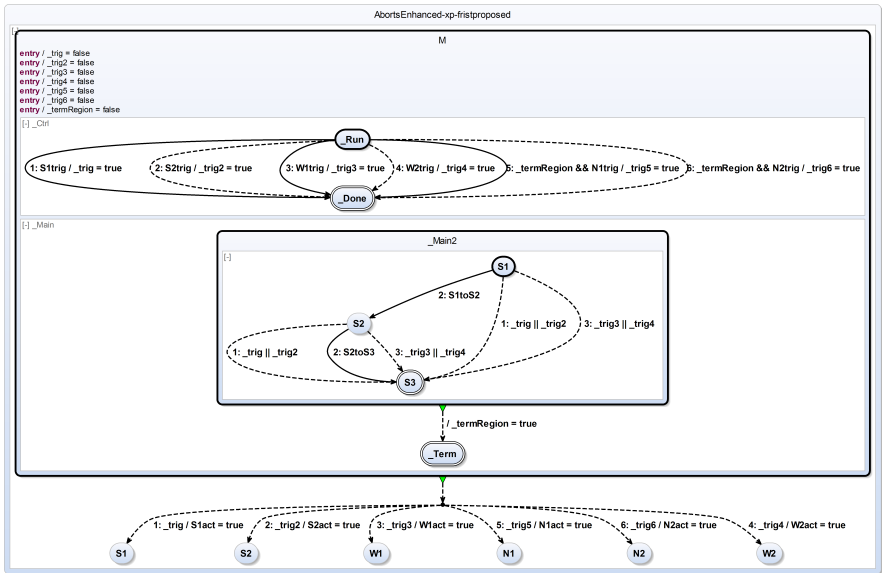 AbortsEnhanced-xp-fristproposed
[-]
M
entry / _trig = false
entry / _trig2 = false
entry / _trig3 = false
entry / _trig4 = false
entry / _trig5 = false
entry / _trig6 = false
entry / _termRegion = false
[-] _Ctrl
_Run
1: S1trig / _trig = true
2: S2trig / _trig2 = true
3: W1trig / _trig3 = true
4: W2trig / _trig4 = true
5: _termRegion && N1trig / _trig5 = true
6: _termRegion && N2trig / _trig6 = true
_Done
[-] _Main
_Main2
[-]
S1
2: S1toS2
S2
1: _trig || _trig2
3: _trig3 || _trig4
1: _trig || _trig2
2: S2toS3
3: _trig3 || _trig4
S3
/ _termRegion = true
_Term
1: _trig / S1act = true
2: _trig2 / S2act = true
3: _trig3 / W1act = true
5: _trig5 / N1act = true
6: _trig6 / N2act = true
4: _trig4 / W2act = true
S1
S2
W1
N1
N2
W2